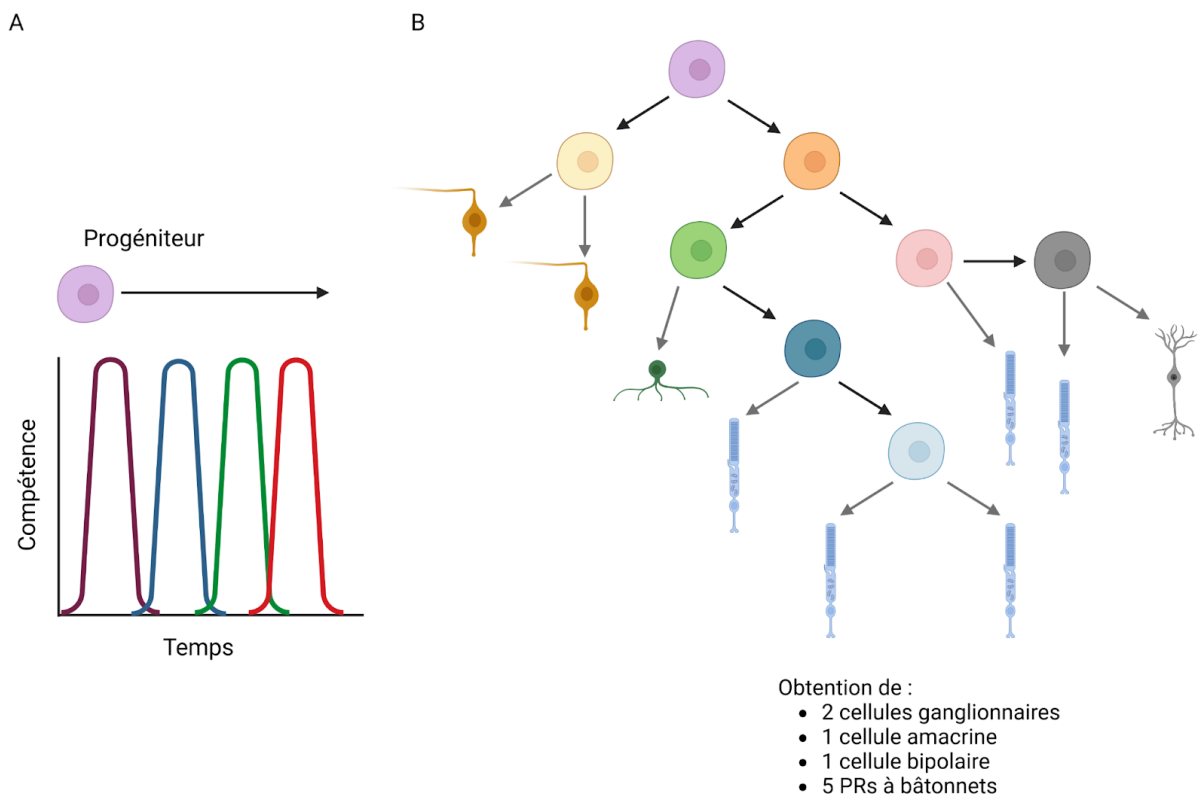 A
B
Progéniteur
Compétence
Temps
Obtention de :
• 2 cellules ganglionnaires
• 1 cellule amacrine
• 1 cellule bipolaire
• 5 PRs à bâtonnets